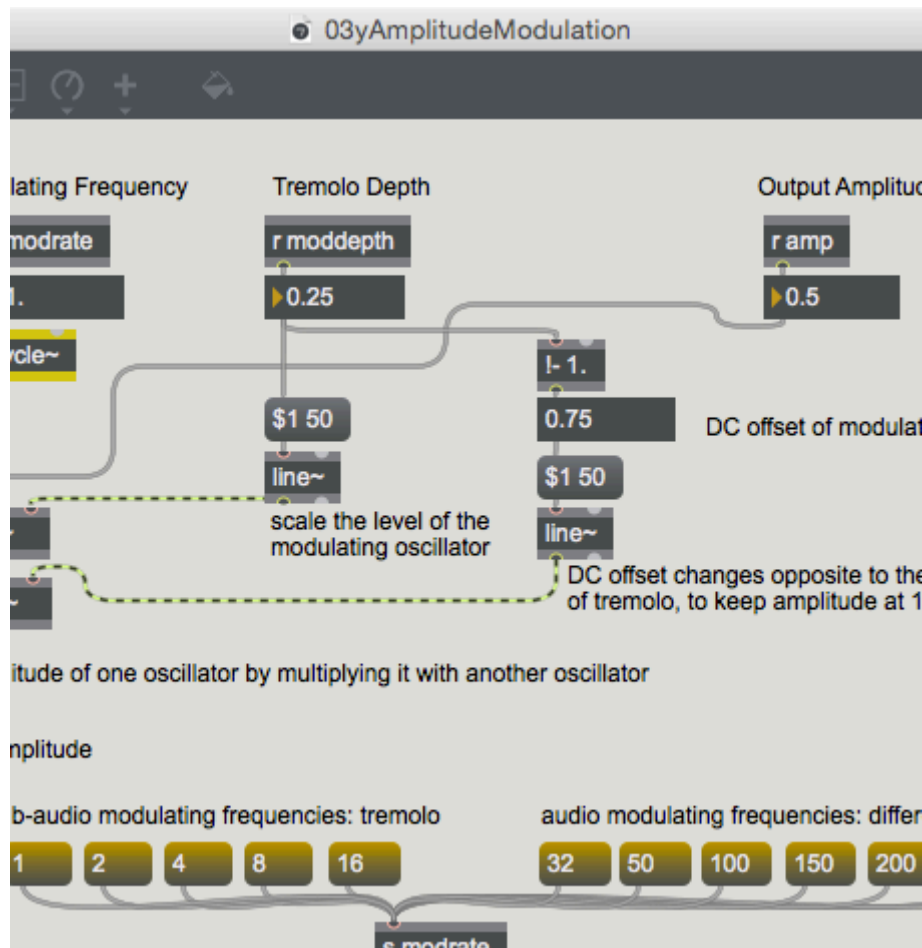 03yAmplitudeModulation
lating Frequency
Tremolo Depth
Output Amplitud
modrate
r moddepth
r amp
1.
0.25
0.5
ycle~
!- 1.
$1 50
0.75
DC offset of modulat
line~
$1 50
scale the level of the
modulating oscillator
line~
~
DC offset changes opposite to the
of tremolo, to keep amplitude at 1
~
itude of one oscillator by multiplying it with another oscillator
mplitude
b-audio modulating frequencies: tremolo
audio modulating frequencies: differ
1 2 4 8 16 32 50 100 150 200
s modrate